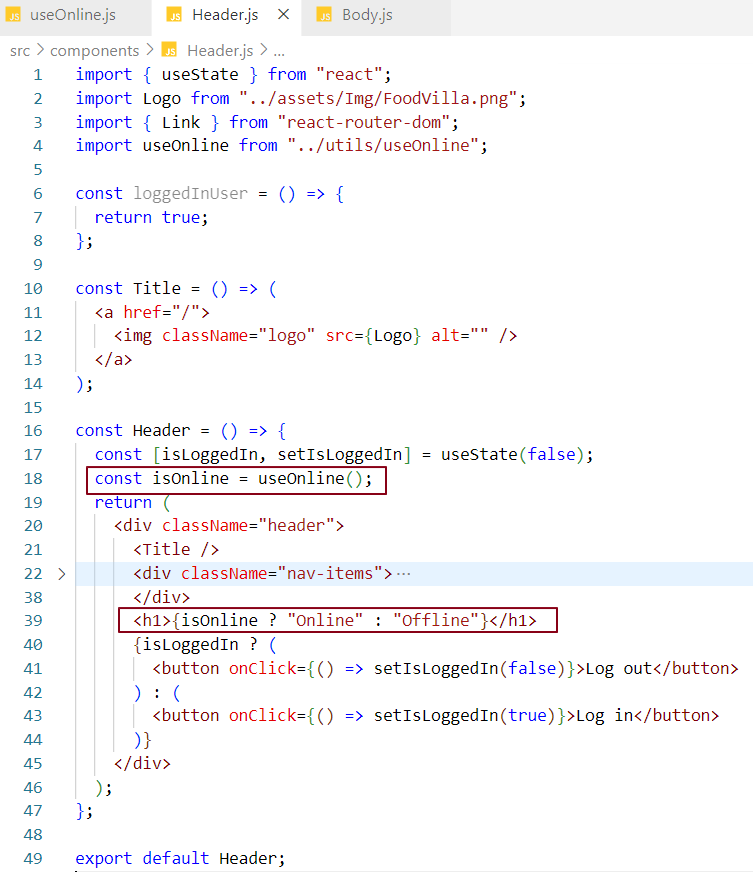 JS useOnline.js JS Header.js × JS Body.js
src > components > JS Header.js > ...
1 import { useState } from "react";
2 import Logo from "../assets/Img/FoodVilla.png";
3 import { Link } from "react-router-dom";
4 import useOnline from "../utils/useOnline";
5
6 const loggedInUser = () => {
7 return true;
8 };
9
10 const Title = () => (
11 <a href="/">
12 <img className="logo" src={Logo} alt="" />
13 </a>
14 );
15
16 const Header = () => {
17 const [isLoggedIn, setIsLoggedIn] = useState(false);
18 const isOnline = useOnline();
19 return (
20 <div className="header">
21 <Title />
22 > <div className="nav-items">···
38 </div>
39 <h1>{isOnline ? "Online" : "Offline"}</h1>
40 {isLoggedIn ? (
41 <button onClick={() => setIsLoggedIn(false)}>Log out</button>
42 ) : (
43 <button onClick={() => setIsLoggedIn(true)}>Log in</button>
44 )}
45 </div>
46 );
47 };
48
49 export default Header;